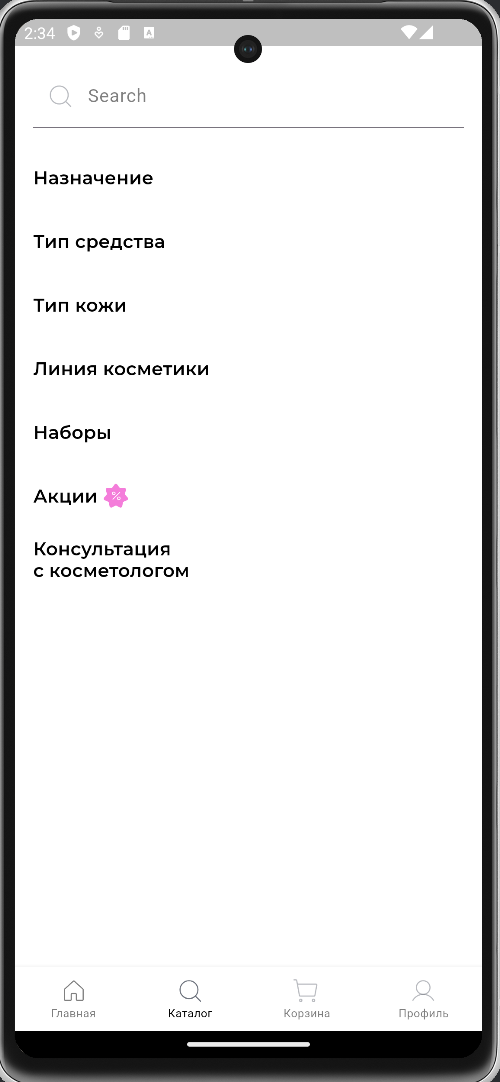 2:34
Search
Назначение
Тип средства
Тип кожи
Линия косметики
Наборы
Акции %
Консультация
с косметологом
Главная Каталог Корзина Профиль